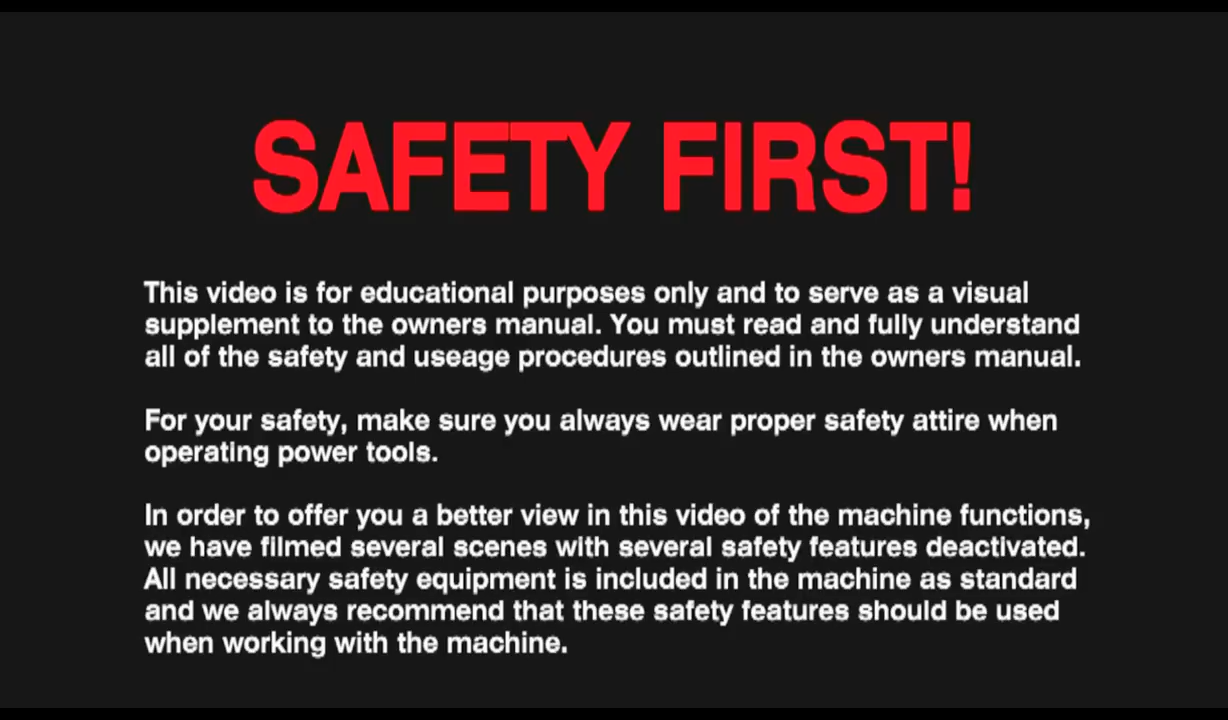 SAFETY FIRST!
This video is for educational purposes only and to serve as a visual
supplement to the owners manual. You must read and fully understand
all of the safety and useage procedures outlined in the owners manual.
For your safety, make sure you always wear proper safety attire when
operating power tools.
In order to offer you a better view in this video of the machine functions,
we have filmed several scenes with several safety features deactivated.
All necessary safety equipment is included in the machine as standard
and we always recommend that these safety features should be used
when working with the machine.